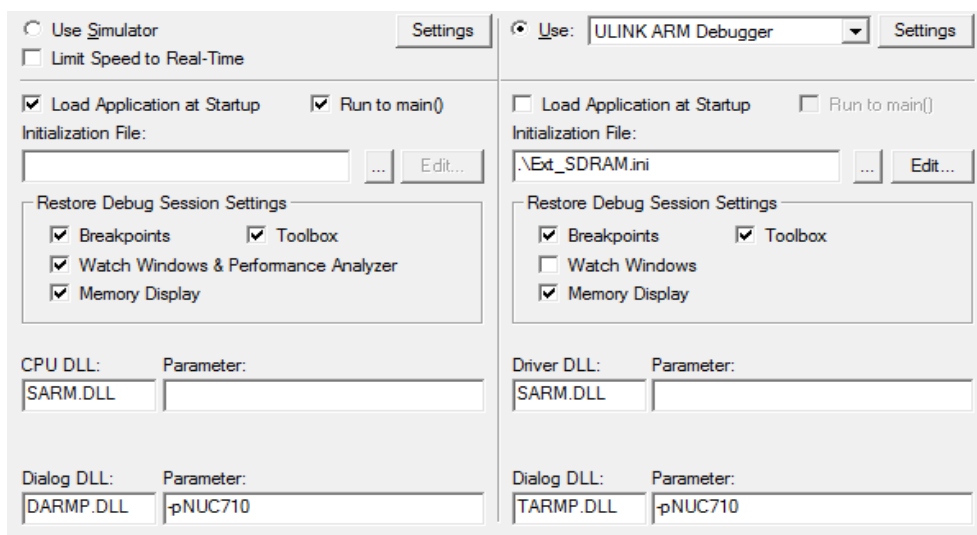 Use Simulator
Settings
Limit Speed to Real-Time
Load Application at Startup
Run to main()
Initialization File:
...
Edit...
Restore Debug Session Settings
Breakpoints
Toolbox
Watch Windows & Performance Analyzer
Memory Display
CPU DLL:
Parameter:
SARM.DLL
Dialog DLL:
Parameter:
DARMP.DLL
-pNUC710
Use:
ULINK ARM Debugger
Settings
Load Application at Startup
Run to main()
Initialization File:
.\Ext_SDRAM.ini
...
Edit...
Restore Debug Session Settings
Breakpoints
Toolbox
Watch Windows
Memory Display
Driver DLL:
Parameter:
SARM.DLL
Dialog DLL:
Parameter:
TARMP.DLL
-pNUC710